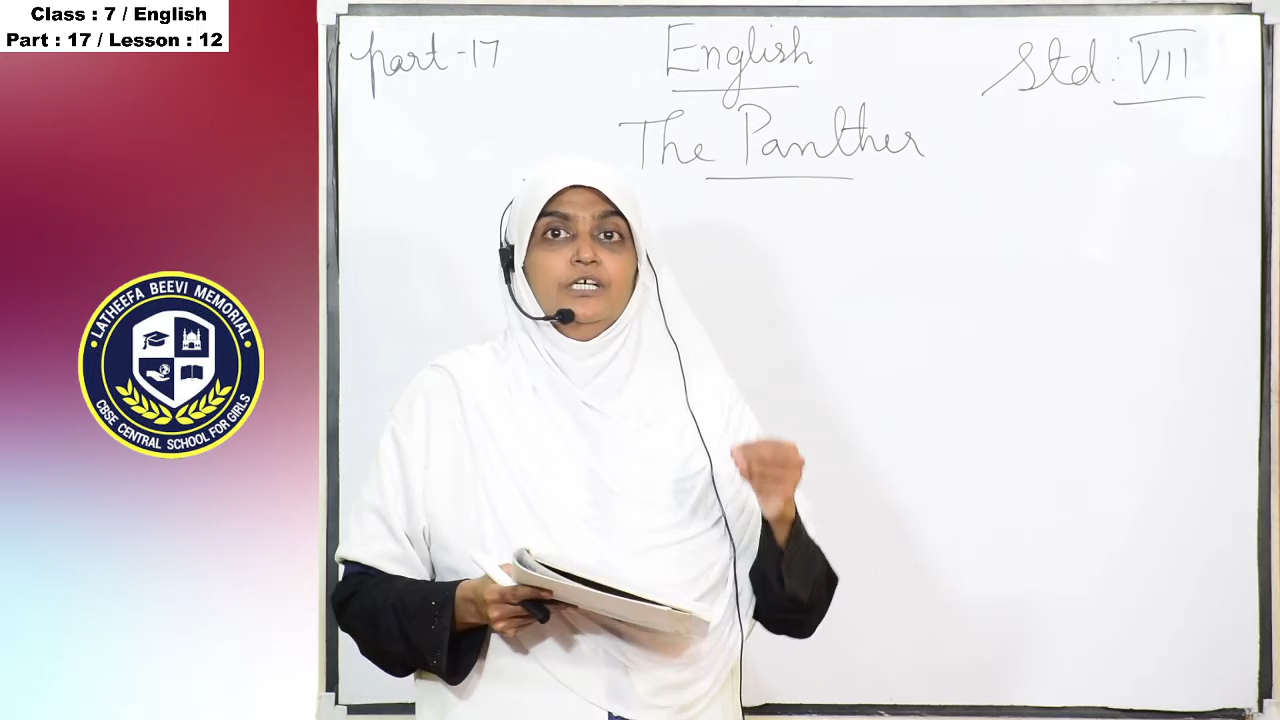 Class : 7 / English
Part : 17 / Lesson : 12
part-17
English
Std: VII
The Panther
LATHEEFA BEEVI MEMORIAL
CBSE CENTRAL SCHOOL FOR GIRLS